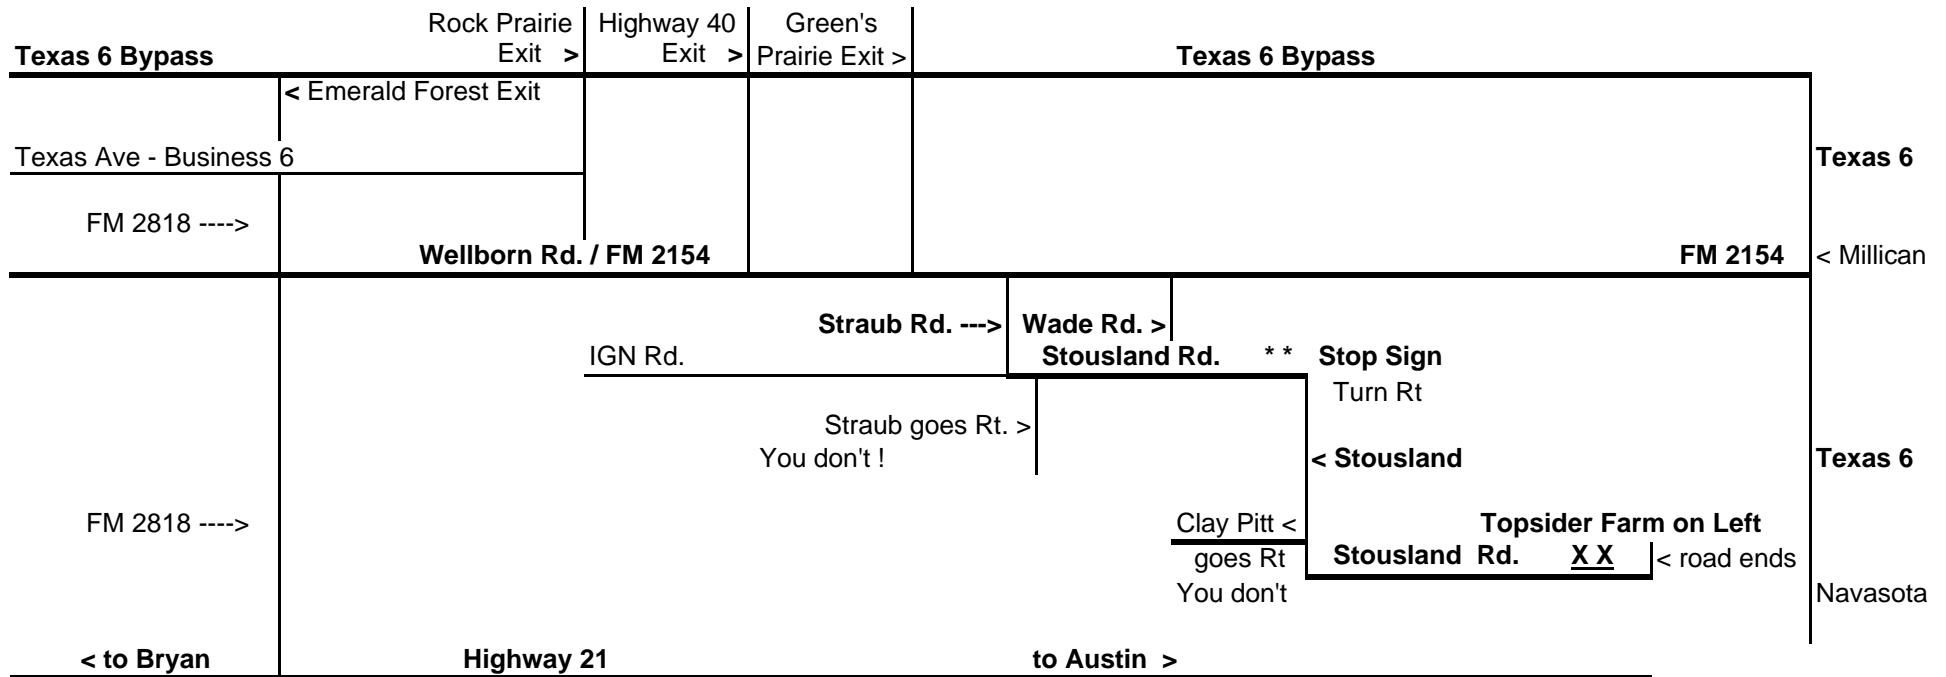 Rock Prairie Highway 40 Green's
Texas 6 Bypass Exit > Exit > Prairie Exit > Texas 6 Bypass
< Emerald Forest Exit
Texas Ave - Business 6 Texas 6
FM 2818 ---->
Wellborn Rd. / FM 2154 FM 2154 < Millican
Straub Rd. ---> Wade Rd. >
IGN Rd. Stousland Rd. * * Stop Sign
Turn Rt
Straub goes Rt. >
You don't ! < Stousland Texas 6
FM 2818 ----> Clay Pitt < Topsider Farm on Left
goes Rt Stousland Rd. X X < road ends
You don't Navasota
< to Bryan Highway 21 to Austin >